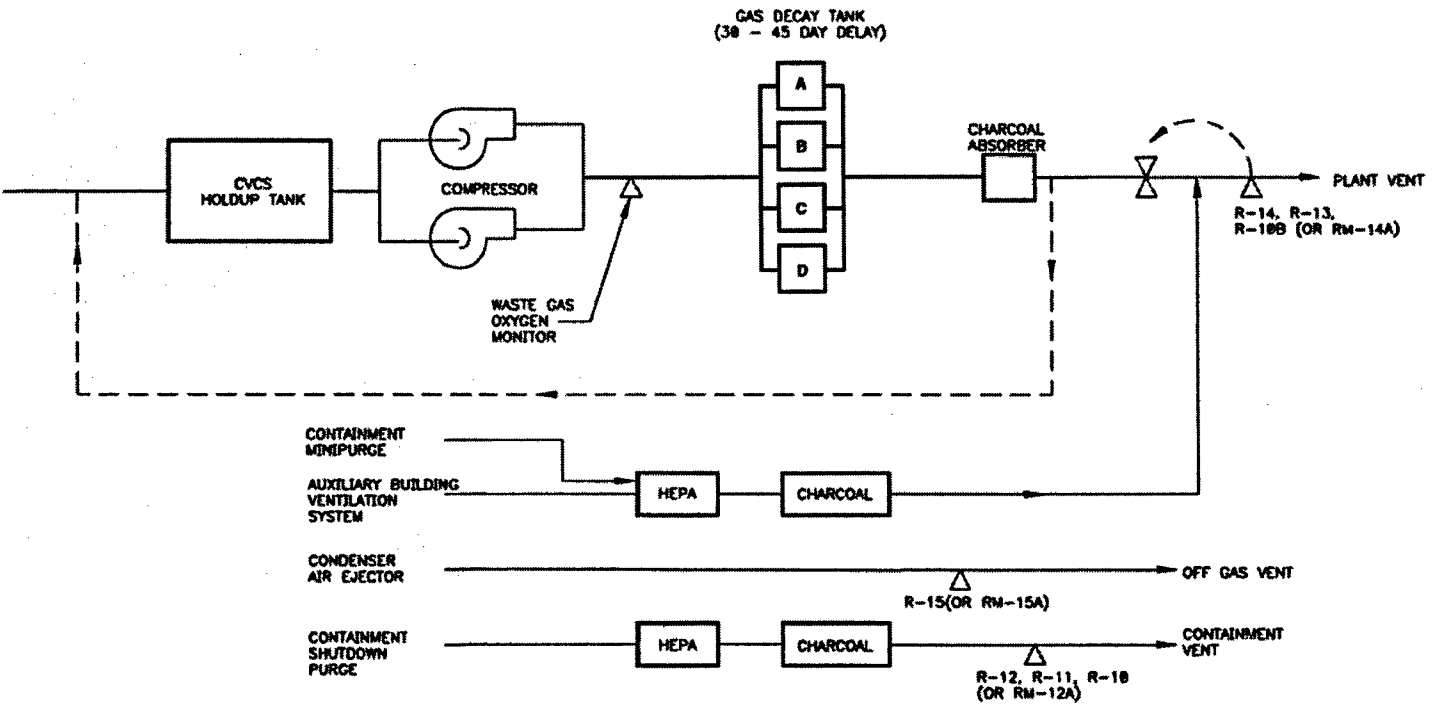 GAS DECAY TANK
(30 - 45 DAY DELAY)
A
B
C
D
CHARCOAL
ABSORBER
CVCS
HOLDUP TANK
COMPRESSOR
PLANT VENT
R-14, R-13,
R-10B (OR RM-14A)
WASTE GAS
OXYGEN
MONITOR
CONTAINMENT
MINIPURGE
AUXILIARY BUILDING
VENTILATION
SYSTEM
HEPA
CHARCOAL
CONDENSER
AIR EJECTOR
OFF GAS VENT
R-15(OR RM-15A)
CONTAINMENT
SHUTDOWN
PURGE
HEPA
CHARCOAL
CONTAINMENT
VENT
R-12, R-11, R-10
(OR RM-12A)